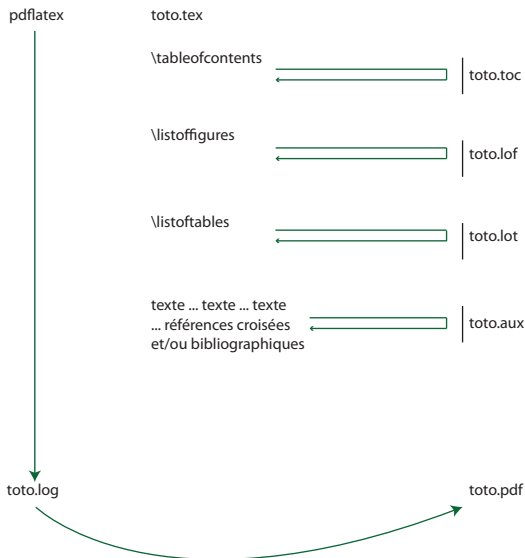 pdflatex
toto.tex
\tableofcontents
toto.toc
\listoffigures
toto.lof
\listoftables
toto.lot
texte ... texte ... texte
... références croisées
et/ou bibliographiques
toto.aux
toto.log
toto.pdf